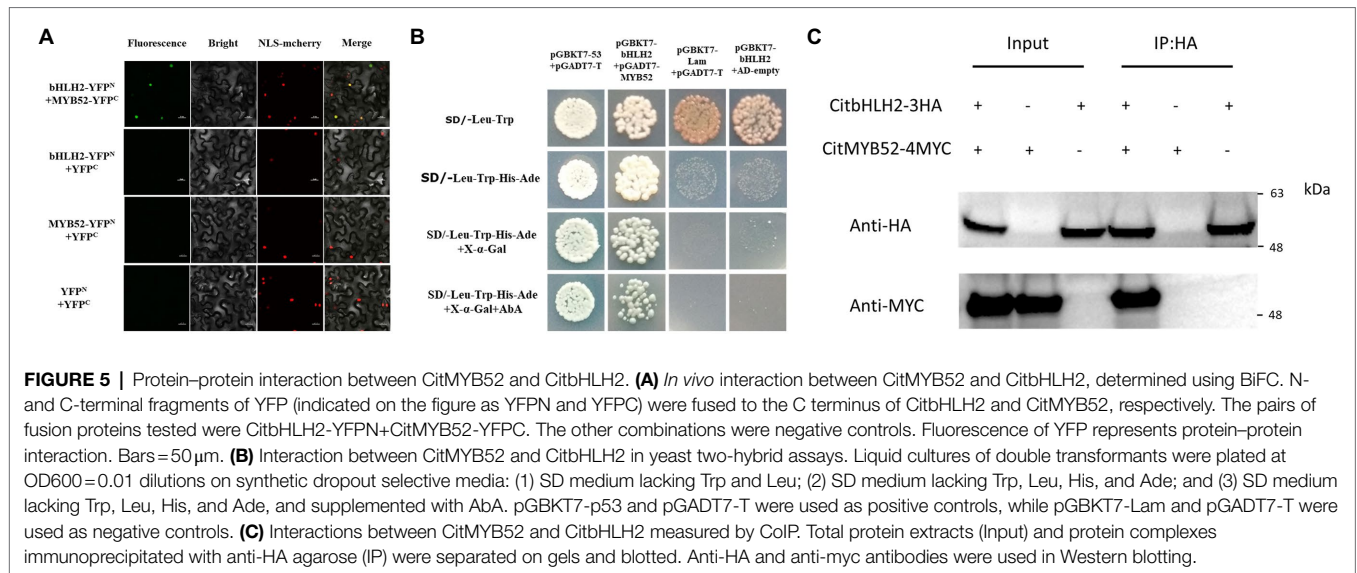 A
Fluorescence Bright NLS-mcherry Merge
bHLH2-YFPᴺ
+MYB52-YFPᶜ
bHLH2-YFPᴺ
+YFPᶜ
MYB52-YFPᴺ
+YFPᶜ
YFPᴺ
+YFPᶜ
B
pGBKT7-53
+pGADT7-T
pGBKT7-
bHLH2
+pGADT7-
MYB52
pGBKT7-
Lam
+pGADT7-T
pGBKT7-
bHLH2
+AD-empty
SD/-Leu-Trp
SD/-Leu-Trp-His-Ade
SD/-Leu-Trp-His-Ade
+X-α-Gal
SD/-Leu-Trp-His-Ade
+X-α-Gal+AbA
C
Input IP:HA
CitbHLH2-3HA + - + + - +
CitMYB52-4MYC + + - + + -
63 kDa
Anti-HA
48
Anti-MYC
48
FIGURE 5 | Protein–protein interaction between CitMYB52 and CitbHLH2. (A) In vivo interaction between CitMYB52 and CitbHLH2, determined using BiFC. N-
and C-terminal fragments of YFP (indicated on the figure as YFPN and YFPC) were fused to the C terminus of CitbHLH2 and CitMYB52, respectively. The pairs of
fusion proteins tested were CitbHLH2-YFPN+CitMYB52-YFPC. The other combinations were negative controls. Fluorescence of YFP represents protein–protein
interaction. Bars=50μm. (B) Interaction between CitMYB52 and CitbHLH2 in yeast two-hybrid assays. Liquid cultures of double transformants were plated at
OD600=0.01 dilutions on synthetic dropout selective media: (1) SD medium lacking Trp and Leu; (2) SD medium lacking Trp, Leu, His, and Ade; and (3) SD medium
lacking Trp, Leu, His, and Ade, and supplemented with AbA. pGBKT7-p53 and pGADT7-T were used as positive controls, while pGBKT7-Lam and pGADT7-T were
used as negative controls. (C) Interactions between CitMYB52 and CitbHLH2 measured by CoIP. Total protein extracts (Input) and protein complexes
immunoprecipitated with anti-HA agarose (IP) were separated on gels and blotted. Anti-HA and anti-myc antibodies were used in Western blotting.